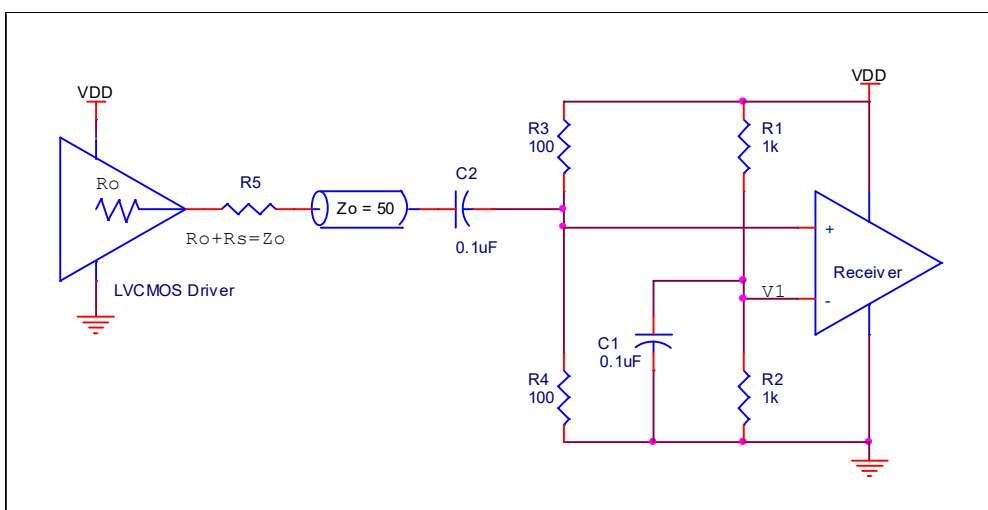 VDD
VDD
R3
100
R1
1k
Ro
R5
C2
Zo = 50
0.1uF
Ro+Rs=Zo
+
Receiver
LVCMOS Driver
V1
-
C1
0.1uF
R4
100
R2
1k